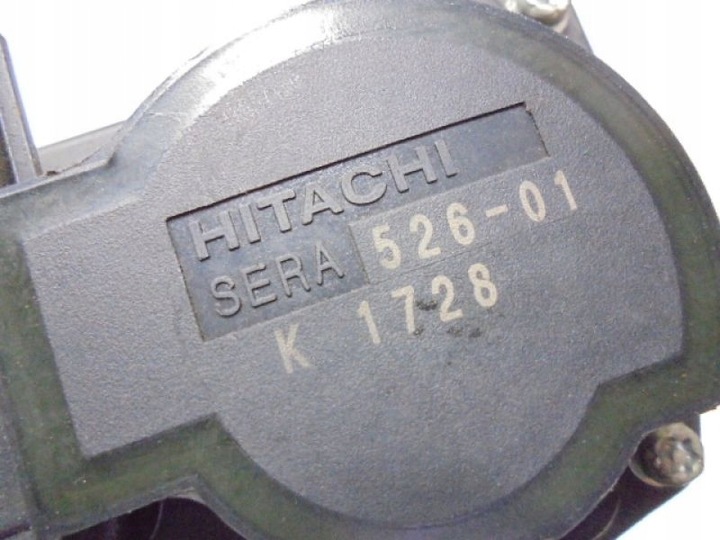 HITACHI
SERA 526-01
K 1728